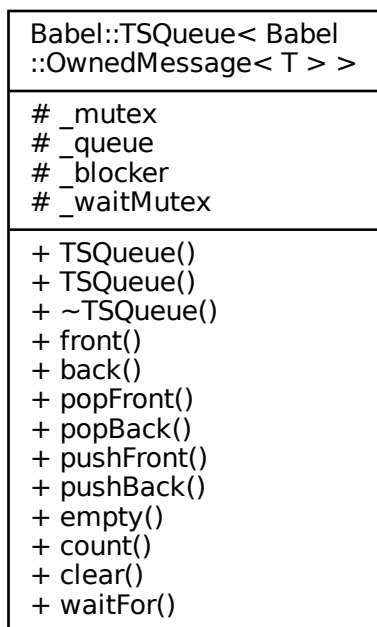 Babel::TSQueue< Babel
::OwnedMessage< T > >
# _mutex
# _queue
# _blocker
# _waitMutex
+ TSQueue()
+ TSQueue()
+ ~TSQueue()
+ front()
+ back()
+ popFront()
+ popBack()
+ pushFront()
+ pushBack()
+ empty()
+ count()
+ clear()
+ waitFor()